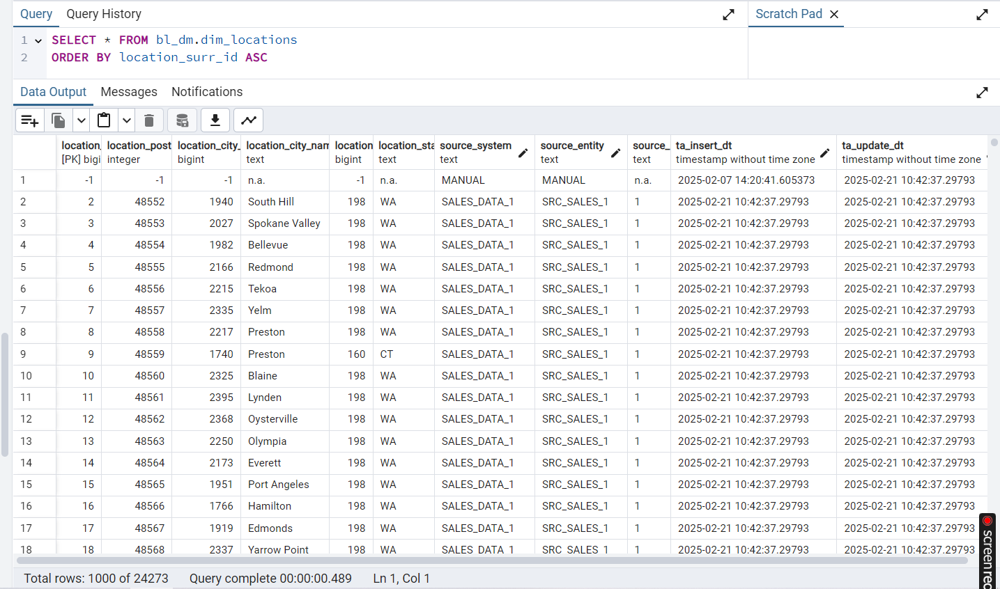 Query Query History Scratch Pad
1 SELECT * FROM bl_dm.dim_locations
2 ORDER BY location_surr_id ASC
Data Output Messages Notifications
location_ location_post location_city_ location_city_nam location location_sta source_system source_entity source_ ta_insert_dt ta_update_dt
[PK] bigi integer bigint text bigint text text text text timestamp without time zone timestamp without time zone
1 -1 -1 -1 n.a. -1 n.a. MANUAL MANUAL n.a. 2025-02-07 14:20:41.605373 2025-02-21 10:42:37.29793
2 2 48552 1940 South Hill 198 WA SALES_DATA_1 SRC_SALES_1 1 2025-02-21 10:42:37.29793 2025-02-21 10:42:37.29793
3 3 48553 2027 Spokane Valley 198 WA SALES_DATA_1 SRC_SALES_1 1 2025-02-21 10:42:37.29793 2025-02-21 10:42:37.29793
4 4 48554 1982 Bellevue 198 WA SALES_DATA_1 SRC_SALES_1 1 2025-02-21 10:42:37.29793 2025-02-21 10:42:37.29793
5 5 48555 2166 Redmond 198 WA SALES_DATA_1 SRC_SALES_1 1 2025-02-21 10:42:37.29793 2025-02-21 10:42:37.29793
6 6 48556 2215 Tekoa 198 WA SALES_DATA_1 SRC_SALES_1 1 2025-02-21 10:42:37.29793 2025-02-21 10:42:37.29793
7 7 48557 2335 Yelm 198 WA SALES_DATA_1 SRC_SALES_1 1 2025-02-21 10:42:37.29793 2025-02-21 10:42:37.29793
8 8 48558 2217 Preston 198 WA SALES_DATA_1 SRC_SALES_1 1 2025-02-21 10:42:37.29793 2025-02-21 10:42:37.29793
9 9 48559 1740 Preston 160 CT SALES_DATA_1 SRC_SALES_1 1 2025-02-21 10:42:37.29793 2025-02-21 10:42:37.29793
10 10 48560 2325 Blaine 198 WA SALES_DATA_1 SRC_SALES_1 1 2025-02-21 10:42:37.29793 2025-02-21 10:42:37.29793
11 11 48561 2395 Lynden 198 WA SALES_DATA_1 SRC_SALES_1 1 2025-02-21 10:42:37.29793 2025-02-21 10:42:37.29793
12 12 48562 2368 Oysterville 198 WA SALES_DATA_1 SRC_SALES_1 1 2025-02-21 10:42:37.29793 2025-02-21 10:42:37.29793
13 13 48563 2250 Olympia 198 WA SALES_DATA_1 SRC_SALES_1 1 2025-02-21 10:42:37.29793 2025-02-21 10:42:37.29793
14 14 48564 2173 Everett 198 WA SALES_DATA_1 SRC_SALES_1 1 2025-02-21 10:42:37.29793 2025-02-21 10:42:37.29793
15 15 48565 1951 Port Angeles 198 WA SALES_DATA_1 SRC_SALES_1 1 2025-02-21 10:42:37.29793 2025-02-21 10:42:37.29793
16 16 48566 1766 Hamilton 198 WA SALES_DATA_1 SRC_SALES_1 1 2025-02-21 10:42:37.29793 2025-02-21 10:42:37.29793
17 17 48567 1919 Edmonds 198 WA SALES_DATA_1 SRC_SALES_1 1 2025-02-21 10:42:37.29793 2025-02-21 10:42:37.29793
18 18 48568 2337 Yarrow Point 198 WA SALES_DATA_1 SRC_SALES_1 1 2025-02-21 10:42:37.29793 2025-02-21 10:42:37.29793
screen rec
Total rows: 1000 of 24273 Query complete 00:00:00.489 Ln 1, Col 1